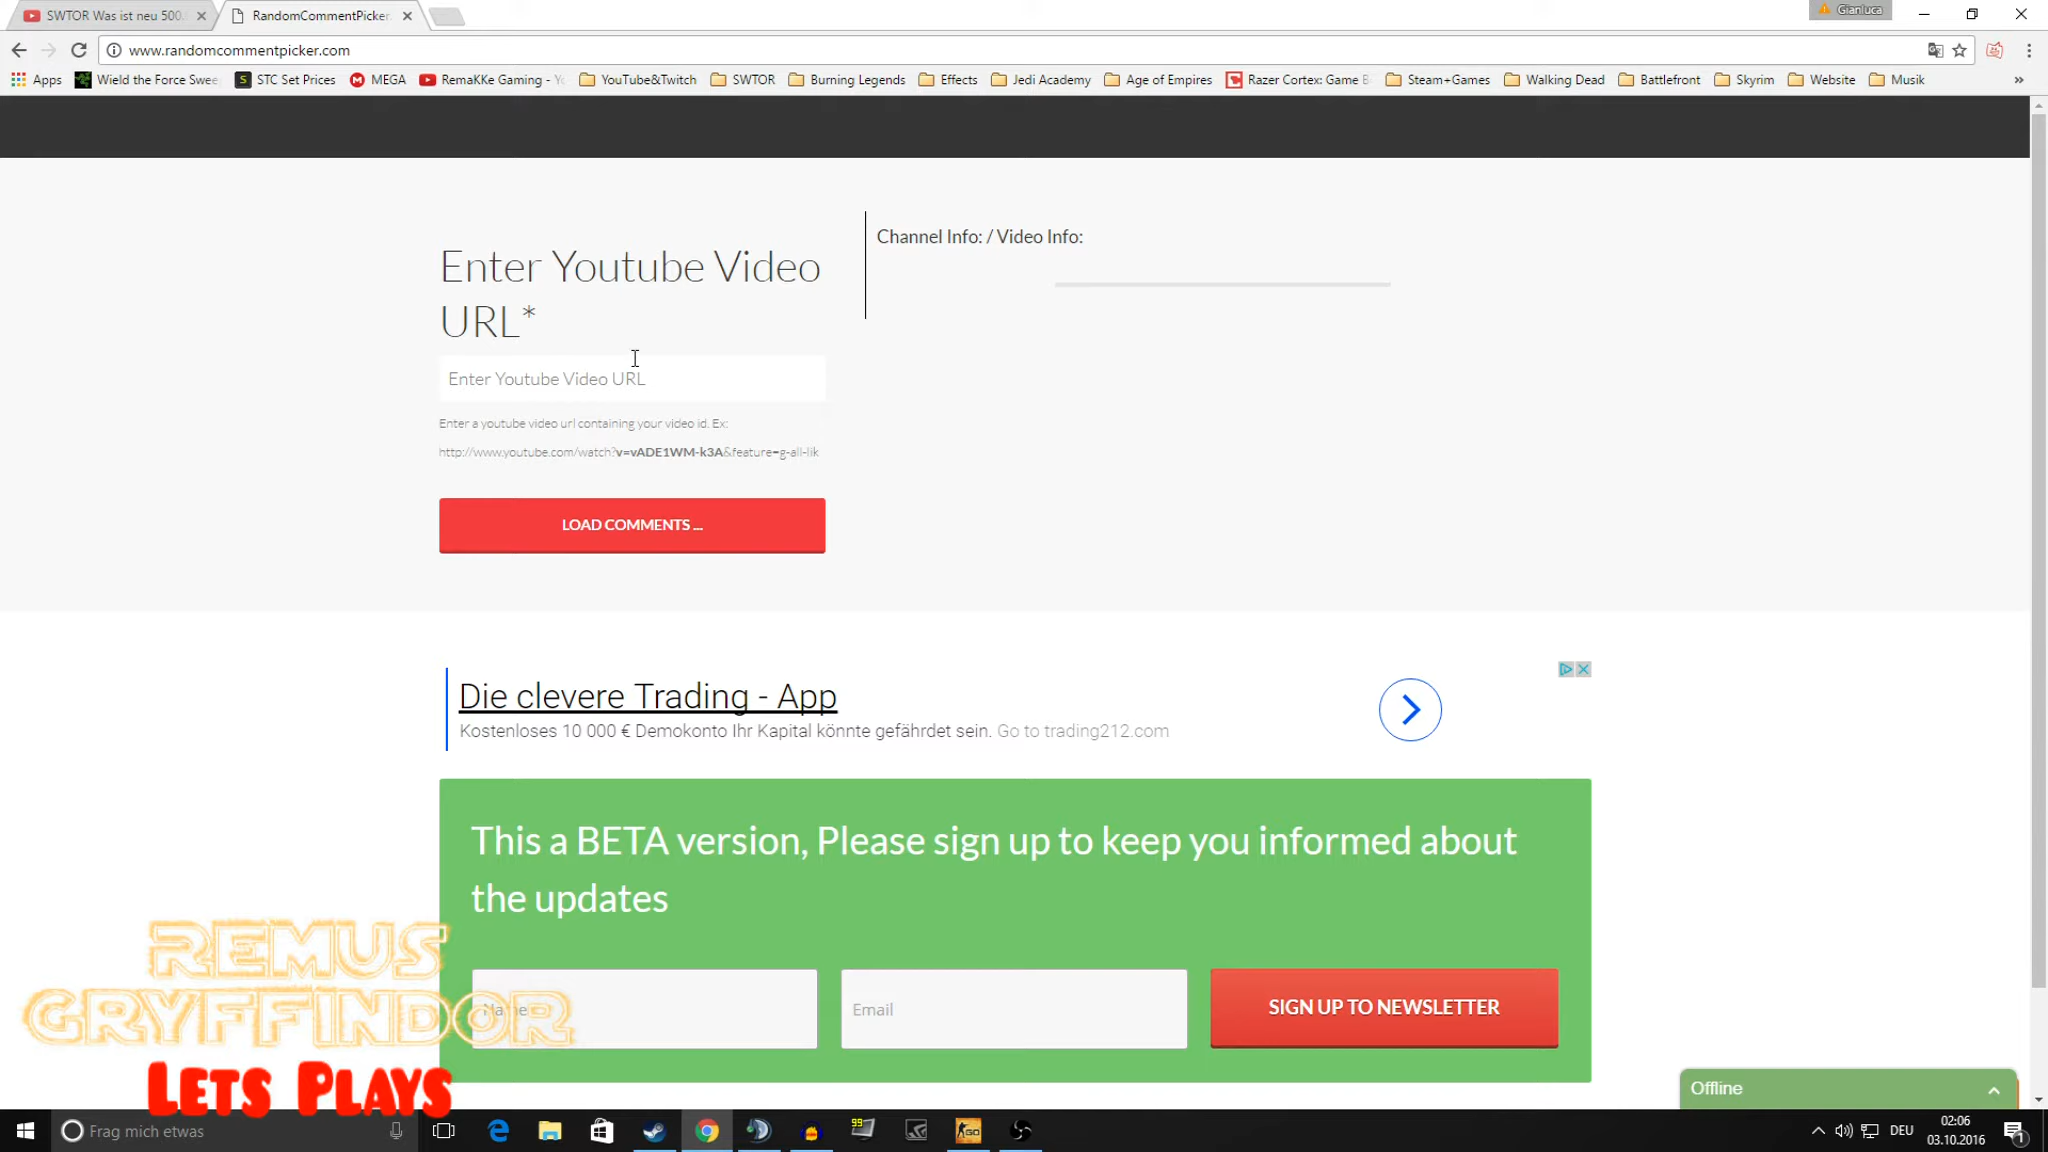 SWTOR Was ist neu 500.
RandomCommentPicker.
Gianluca
www.randomcommentpicker.com
Apps
Wield the Force Swee
STC Set Prices
MEGA
RemaKKe Gaming - Yo
YouTube&Twitch
SWTOR
Burning Legends
Effects
Jedi Academy
Age of Empires
Razer Cortex: Game B
Steam+Games
Walking Dead
Battlefront
Skyrim
Website
Musik
Enter Youtube Video
URL*
Enter Youtube Video URL
Enter a youtube video url containing your video id. Ex:
http://www.youtube.com/watch?v=vADE1WM-k3A&feature=g-all-lik
LOAD COMMENTS ...
Channel Info: / Video Info:
Die clevere Trading - App
Kostenloses 10 000 € Demokonto Ihr Kapital könnte gefährdet sein. Go to trading212.com
This a BETA version, Please sign up to keep you informed about
the updates
Name
Email
SIGN UP TO NEWSLETTER
REMUS
GRYFFINDOR
LETS PLAYS
Offline
Frag mich etwas
99
GO
DEU
02:06
03.10.2016
1